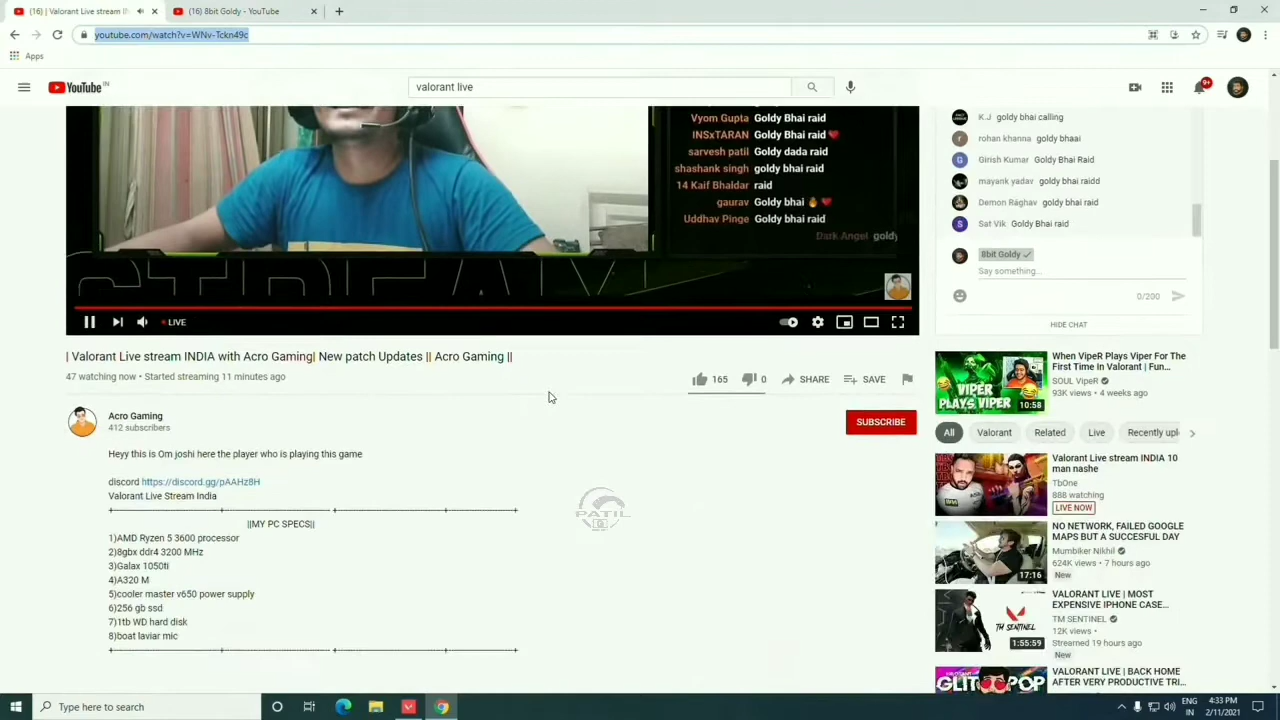 (16) | Valorant Live stream IN
(16) 8bit Goldy - YouTube
youtube.com/watch?v=WNv-Tckn49c
Apps
YouTube IN
valorant live
9+
Vyom Gupta Goldy Bhai raid❤
INSxTARAN Goldy Bhai raid❤
sarvesh patil Goldy dada raid
shashank singh goldy bhai raid
14 Kaif Bhaldar raid
gaurav Goldy bhai 🔥 ❤
Uddhav Pinge Goldy bhai raid
Dark Angel goldy
STREAM
LIVE
K.J goldy bhai calling
rohan khanna goldy bhaai
Girish Kumar Goldy Bhai Raid
mayank yadav goldy bhai raidd
Demon Raghav goldy bhai raid
Sat Vik Goldy Bhai raid
8bit Goldy ✓
Say something...
0/200
HIDE CHAT
| Valorant Live stream INDIA with Acro Gaming| New patch Updates || Acro Gaming ||
47 watching now • Started streaming 11 minutes ago
165 0 SHARE SAVE
Acro Gaming
412 subscribers
SUBSCRIBE
Heyy this is Om joshi here the player who is playing this game
discord https://discord.gg/pAAHz8H
Valorant Live Stream India
||MY PC SPECS||
1)AMD Ryzen 5 3600 processor
2)8gbx ddr4 3200 MHz
3)Galax 1050ti
4)A320 M
5)cooler master v650 power supply
6)256 gb ssd
7)1tb WD hard disk
8)boat laviar mic
PATIL
VIPER PLAYS VIPER
10:58
When VipeR Plays Viper For The
First Time In Valorant | Fun...
SOUL VipeR
93K views • 4 weeks ago
All Valorant Related Live Recently upl
Valorant Live stream INDIA 10
man nashe
TbOne
888 watching
LIVE NOW
17:16
NO NETWORK, FAILED GOOGLE
MAPS BUT A SUCCESFUL DAY
Mumbiker Nikhil
624K views • 7 hours ago
New
TM SENTINEL
1:55:59
VALORANT LIVE | MOST
EXPENSIVE IPHONE CASE...
TM SENTINEL
12K views •
Streamed 19 hours ago
New
GLITCHPOP
VALORANT LIVE | BACK HOME
AFTER VERY PRODUCTIVE TRI...
Type here to search
ENG
IN
4:33 PM
2/11/2021